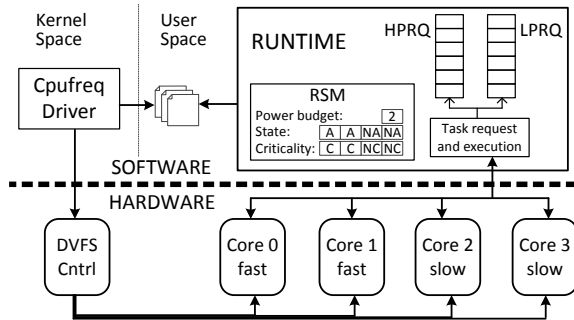 Kernel
Space
User
Space
Cpufreq
Driver
RUNTIME
HPRQ
LPRQ
RSM
Power budget: 2
State: A A NA NA
Criticality: C C NC NC
Task request
and execution
SOFTWARE
HARDWARE
DVFS
Cntrl
Core 0
fast
Core 1
fast
Core 2
slow
Core 3
slow